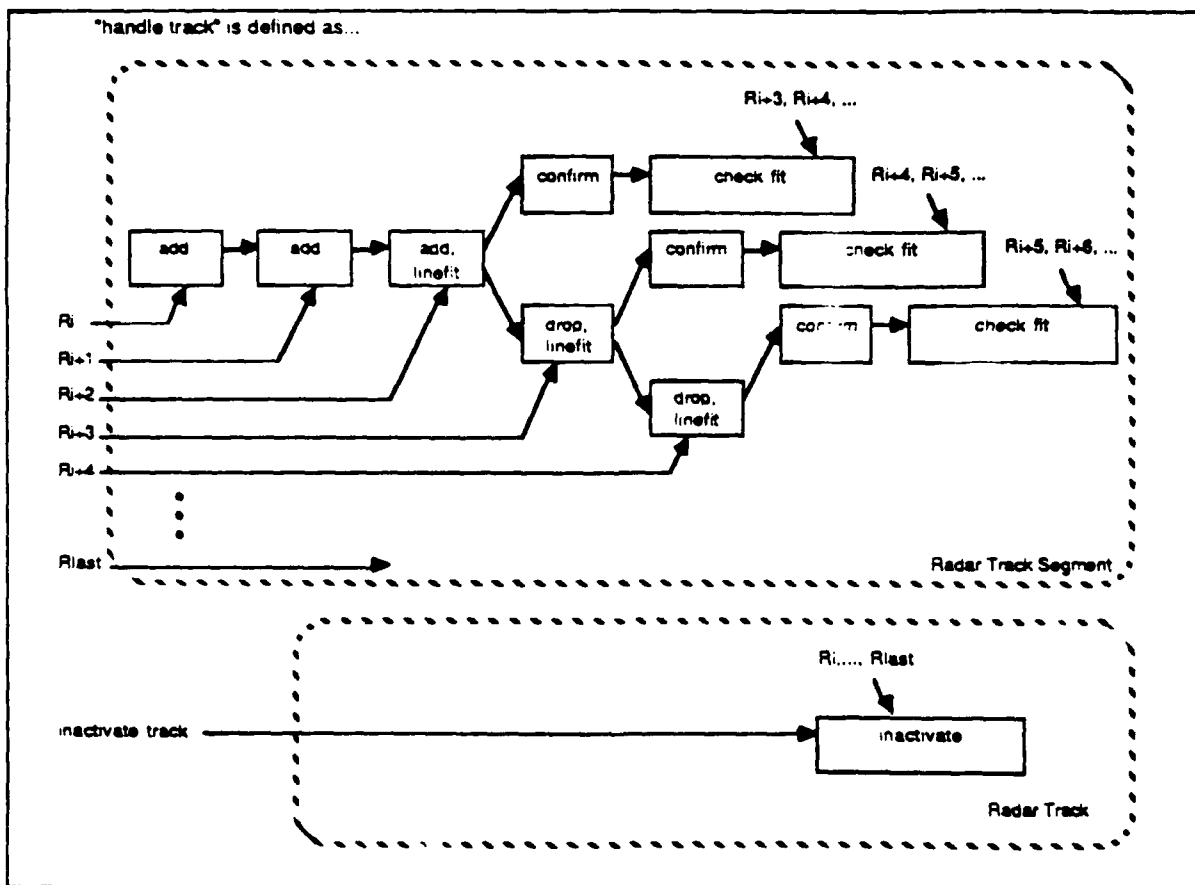 "handle track" is defined as...
Ri+3, Ri+4, ...
confirm
check fit
Ri+4, Ri+5, ...
add
add
add,
linefit
confirm
check fit
Ri+5, Ri+6, ...
Ri
drop,
linefit
confirm
check fit
Ri+1
Ri+2
drop,
linefit
Ri+3
Ri+4
Rlast
Radar Track Segment
Ri,..., Rlast
inactivate track
inactivate
Radar Track